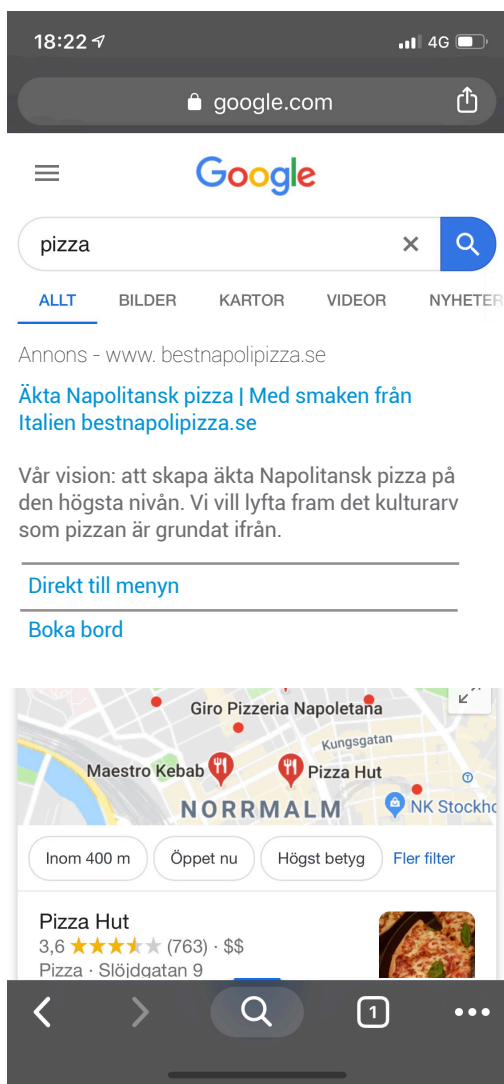 18:22 4G
google.com
Google
pizza
ALLT BILDER KARTOR VIDEOR NYHETER
Annons - www. bestnapolipizza.se
Äkta Napolitansk pizza | Med smaken från
Italien bestnapolipizza.se
Vår vision: att skapa äkta Napolitansk pizza på
den högsta nivån. Vi vill lyfta fram det kulturarv
som pizzan är grundat ifrån.
Direkt till menyn
Boka bord
Giro Pizzeria Napoletana
Kungsgatan
Maestro Kebab
Pizza Hut
NORRMALM
NK Stockho
Inom 400 m Öppet nu Högst betyg Fler filter
Pizza Hut
3,6 (763) · $$
Pizza · Slöjdgatan 9
1